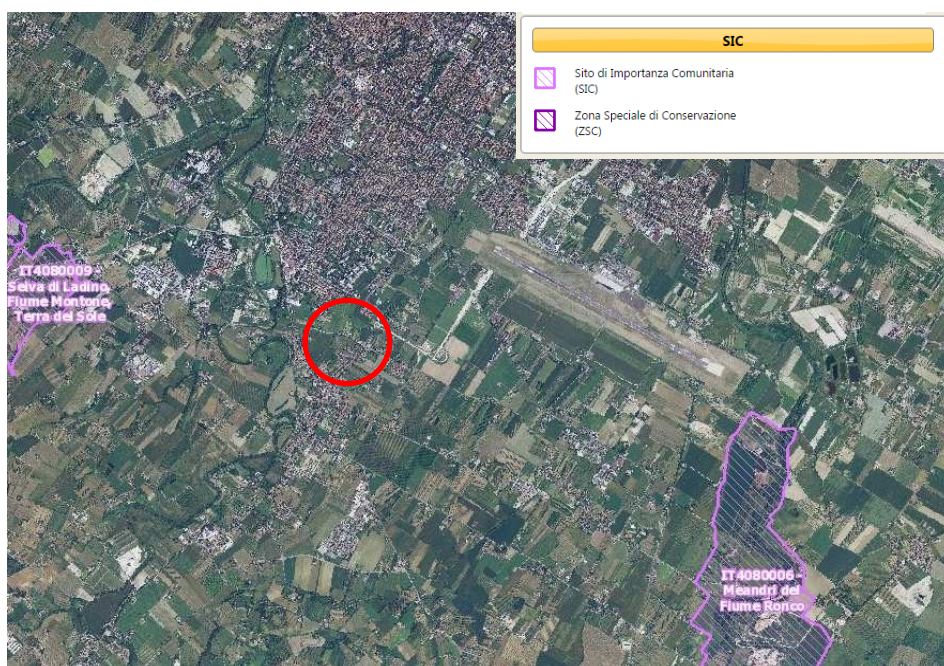 SIC
Sito di Importanza Comunitaria
(SIC)
Zona Speciale di Conservazione
(ZSC)
IT4080009 -
Selva di Ladino,
Fiume Montone,
Terra del Sole
IT4080006 -
Meandri del
Fiume Ronco